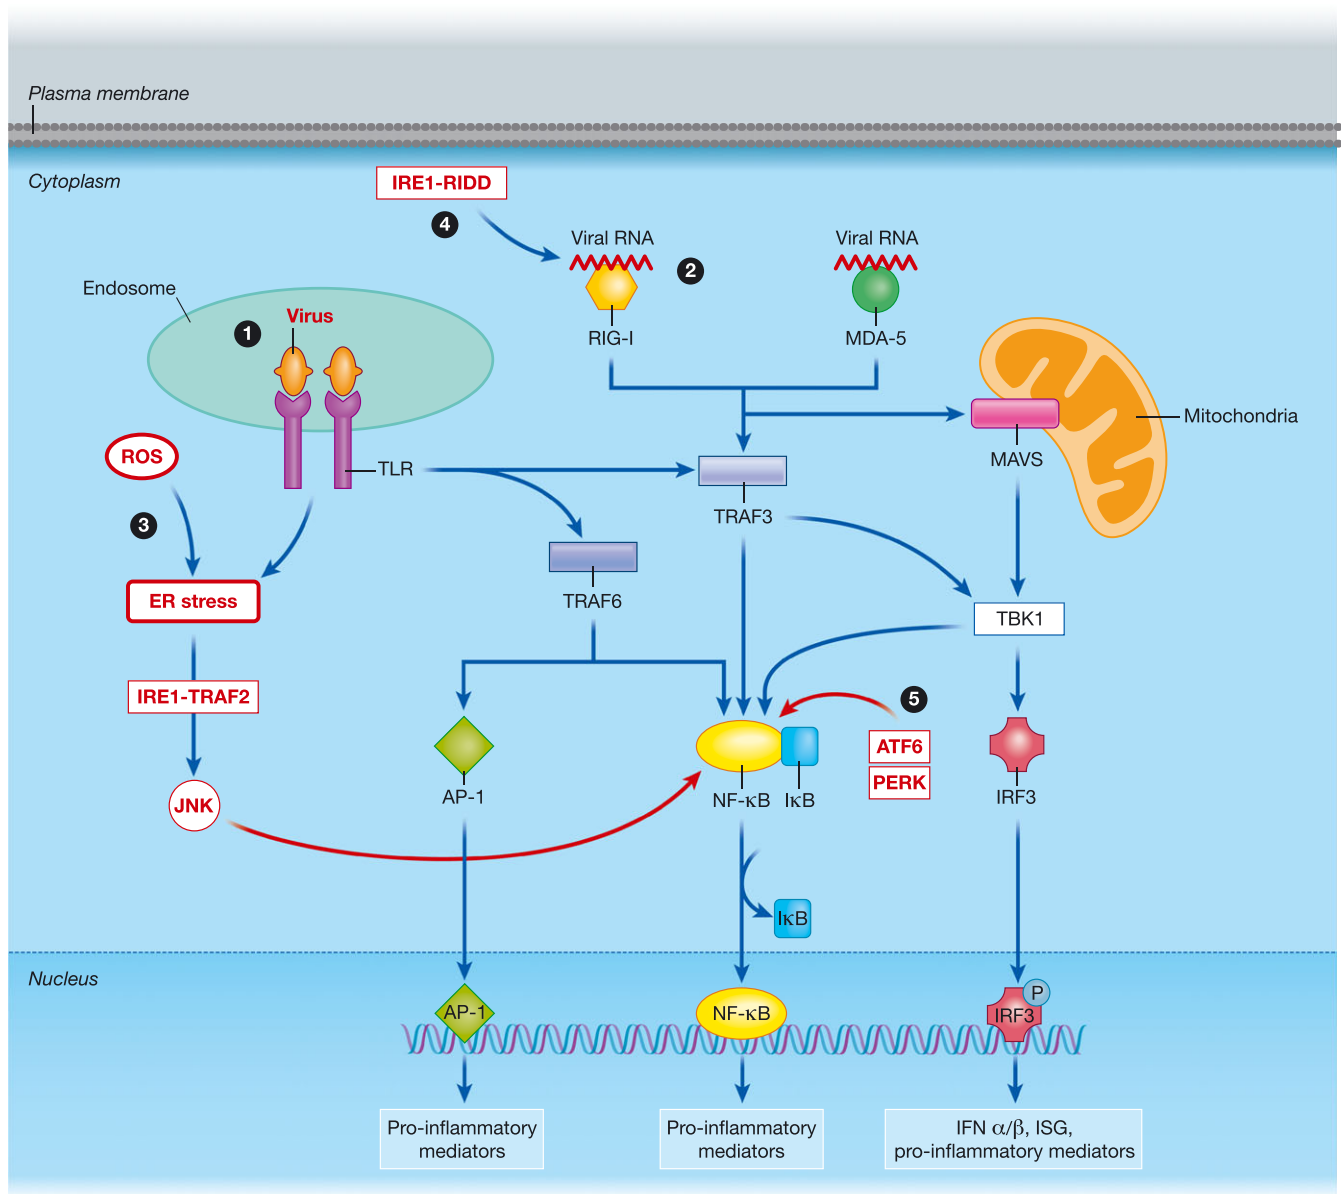 Plasma membrane
Cytoplasm
IRE1-RIDD
4
Viral RNA
2
Viral RNA
Endosome
1
Virus
RIG-I
MDA-5
Mitochondria
ROS
TLR
MAVS
3
TRAF3
ER stress
TRAF6
TBK1
IRE1-TRAF2
5
ATF6
PERK
JNK
AP-1
NF-κB
IκB
IRF3
IκB
Nucleus
AP-1
NF-κB
P
IRF3
Pro-inflammatory
mediators
Pro-inflammatory
mediators
IFN α/β, ISG,
pro-inflammatory mediators